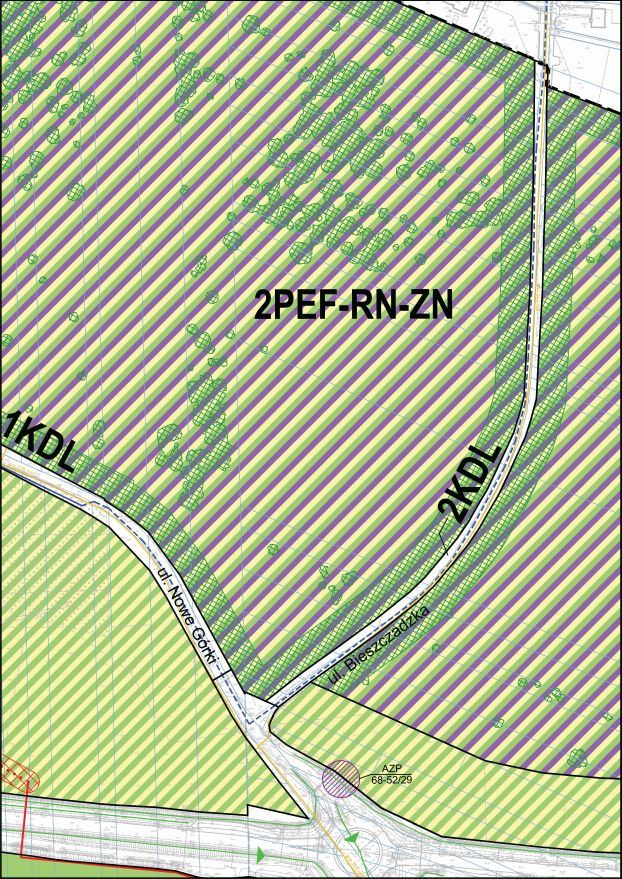 2PEF-RN-ZN
1KDL
2KDL
ul. Nowe Górki
ul. Bieszczadzka
AZP
68-52/29